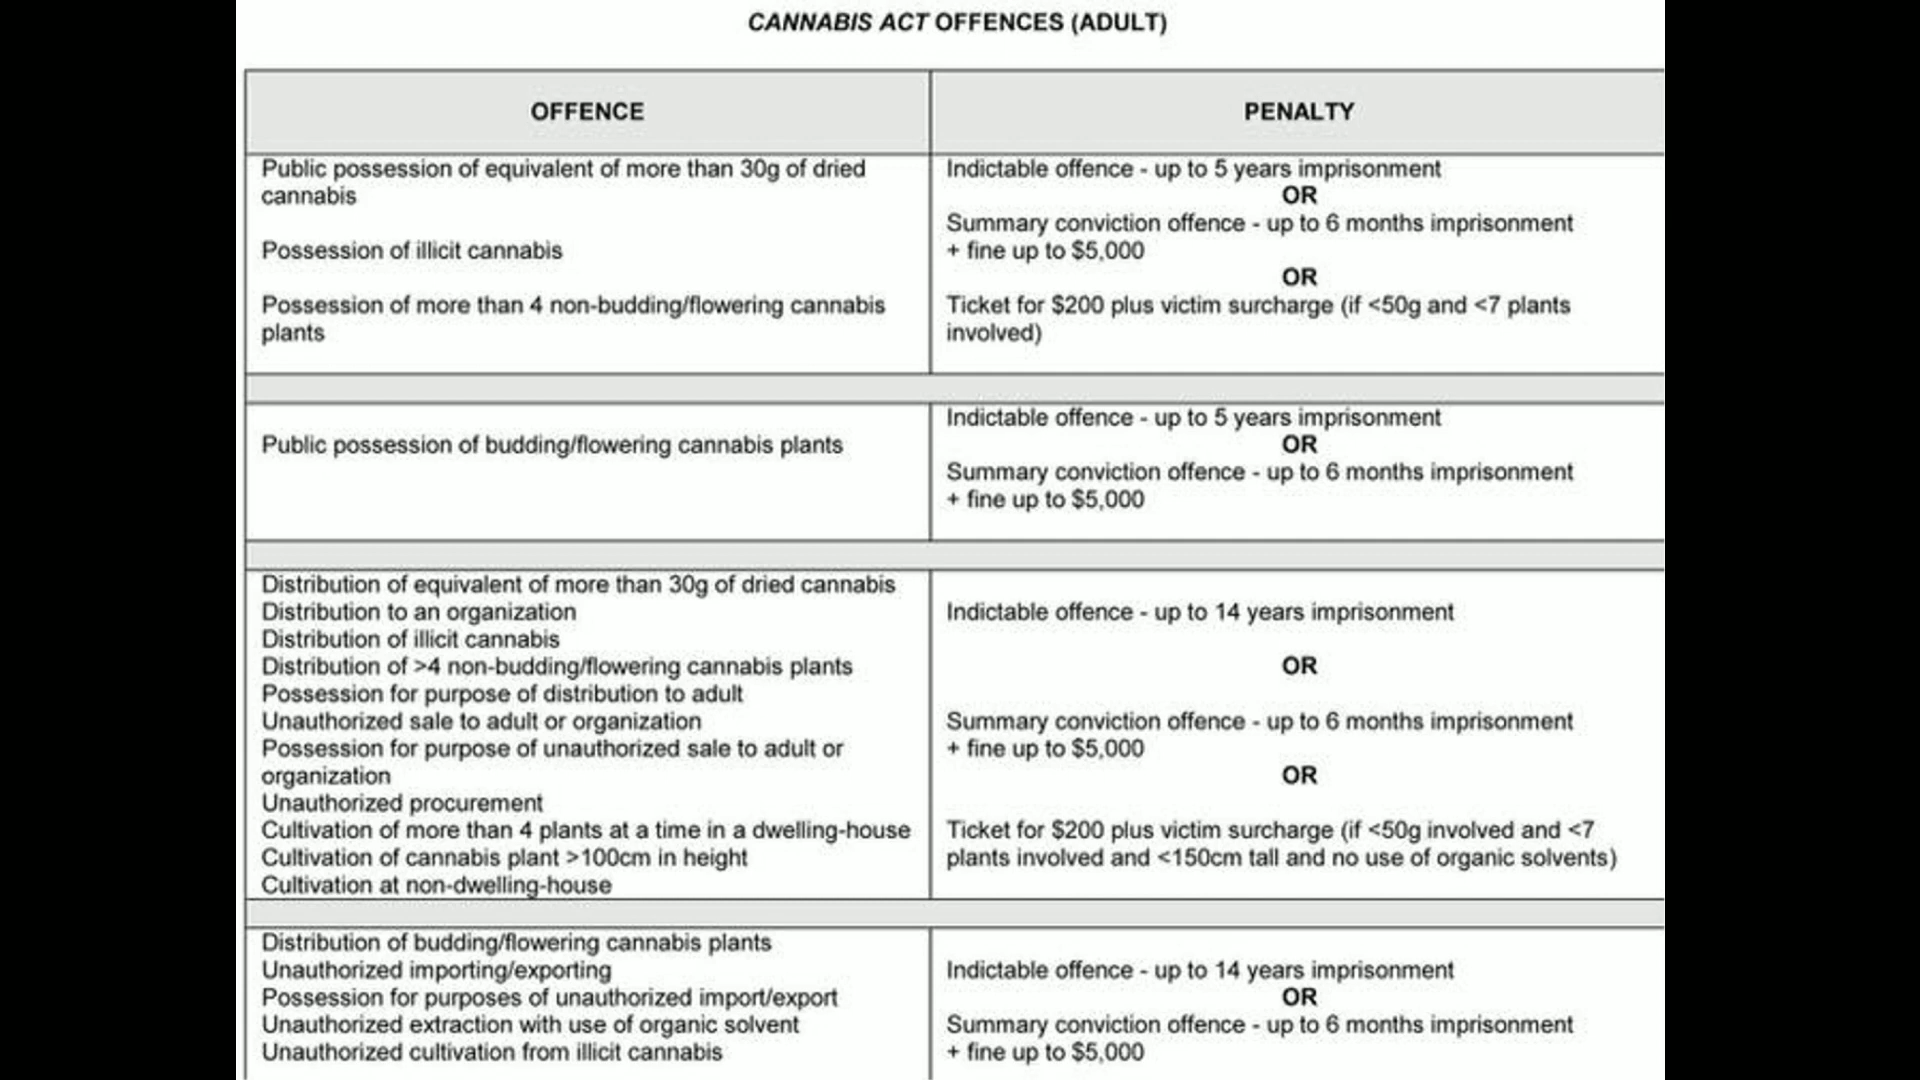 CANNABIS ACT OFFENCES (ADULT)
OFFENCE
PENALTY
Public possession of equivalent of more than 30g of dried
cannabis
Possession of illicit cannabis
Possession of more than 4 non-budding/flowering cannabis
plants
Indictable offence - up to 5 years imprisonment
OR
Summary conviction offence - up to 6 months imprisonment
+ fine up to $5,000
OR
Ticket for $200 plus victim surcharge (if <50g and <7 plants
involved)
Public possession of budding/flowering cannabis plants
Indictable offence - up to 5 years imprisonment
OR
Summary conviction offence - up to 6 months imprisonment
+ fine up to $5,000
Distribution of equivalent of more than 30g of dried cannabis
Distribution to an organization
Distribution of illicit cannabis
Distribution of >4 non-budding/flowering cannabis plants
Possession for purpose of distribution to adult
Unauthorized sale to adult or organization
Possession for purpose of unauthorized sale to adult or
organization
Unauthorized procurement
Cultivation of more than 4 plants at a time in a dwelling-house
Cultivation of cannabis plant >100cm in height
Cultivation at non-dwelling-house
Indictable offence - up to 14 years imprisonment
OR
Summary conviction offence - up to 6 months imprisonment
+ fine up to $5,000
OR
Ticket for $200 plus victim surcharge (if <50g involved and <7
plants involved and <150cm tall and no use of organic solvents)
Distribution of budding/flowering cannabis plants
Unauthorized importing/exporting
Possession for purposes of unauthorized import/export
Unauthorized extraction with use of organic solvent
Unauthorized cultivation from illicit cannabis
Indictable offence - up to 14 years imprisonment
OR
Summary conviction offence - up to 6 months imprisonment
+ fine up to $5,000